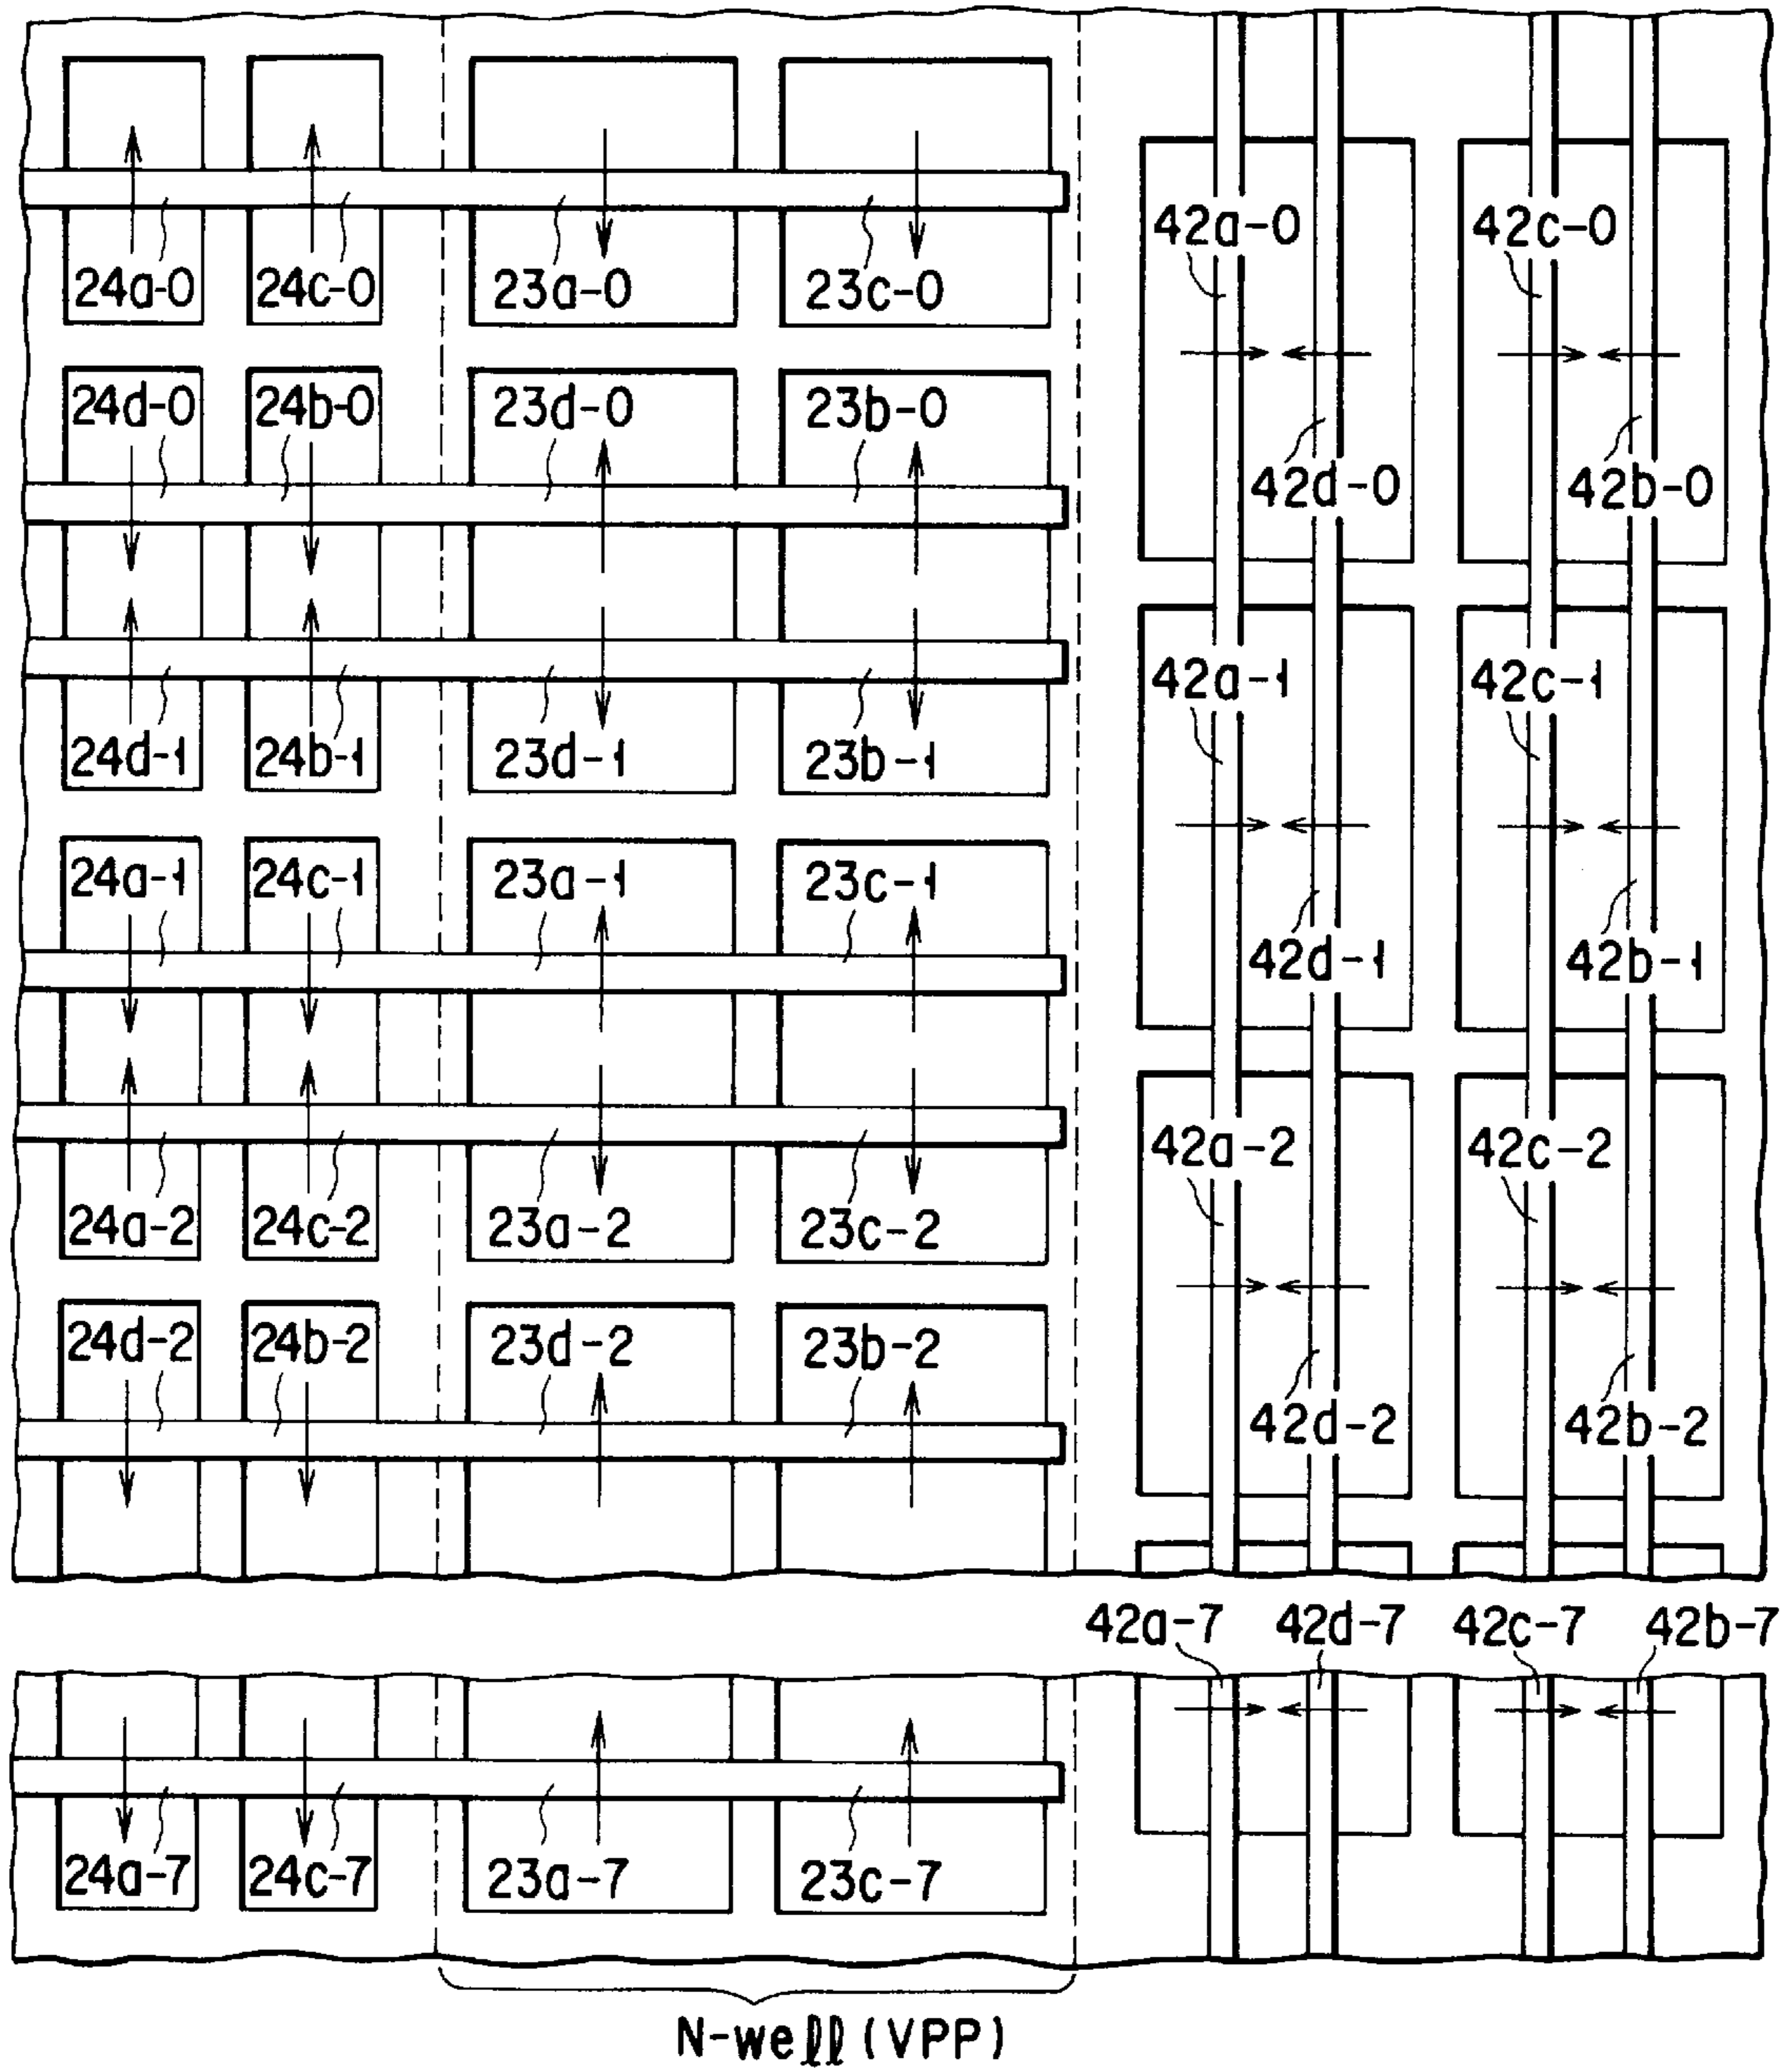 42a-0 42c-0
24a-0 24c-0 23a-0 23c-0
24d-0 24b-0 23d-0 23b-0
42d-0 42b-0
42a-1 42c-1
24d-1 24b-1 23d-1 23b-1
24a-1 24c-1 23a-1 23c-1
42d-1 42b-1
42a-2 42c-2
24a-2 24c-2 23a-2 23c-2
24d-2 24b-2 23d-2 23b-2
42d-2 42b-2
42a-7 42d-7 42c-7 42b-7
24a-7 24c-7 23a-7 23c-7
N-well (VPP)